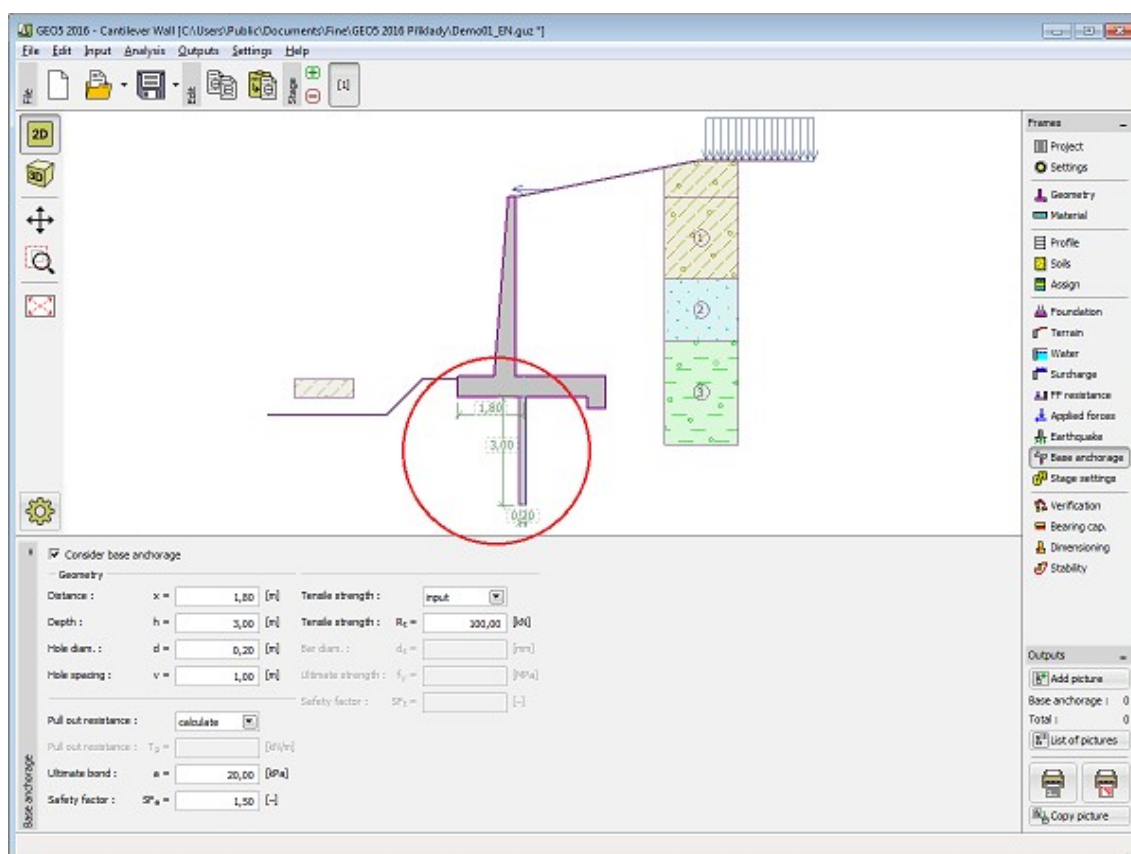 GEO5 2016 - Cantilever Wall [C:\Users\Public\Documents\Fine\GEO5 2016 Příklady\Demo01_EN.guz *]
File Edit Input Analysis Outputs Settings Help
File
Edit
Stage
[1]
2D
3D
1
2
3
1,80
3,00
0,20
Frames
Project
Settings
Geometry
Material
Profile
Soils
Assign
Foundation
Terrain
Water
Surcharge
FF resistance
Applied forces
Earthquake
Base anchorage
Stage settings
Verification
Bearing cap.
Dimensioning
Stability
Outputs
Add picture
Base anchorage : 0
Total : 0
List of pictures
Copy picture
Base anchorage
Consider base anchorage
Geometry
Distance : x = 1,80 [m]
Depth : h = 3,00 [m]
Hole diam. : d = 0,20 [m]
Hole spacing : v = 1,00 [m]
Tensile strength : input
Tensile strength : Rt = 100,00 [kN]
Bar diam. : ds = [mm]
Ultimate strength : fy = [MPa]
Safety factor : SFt = [-]
Pull out resistance : calculate
Pull out resistance : Tp = [kN/m]
Ultimate bond : a = 20,00 [kPa]
Safety factor : SFe = 1,50 [-]